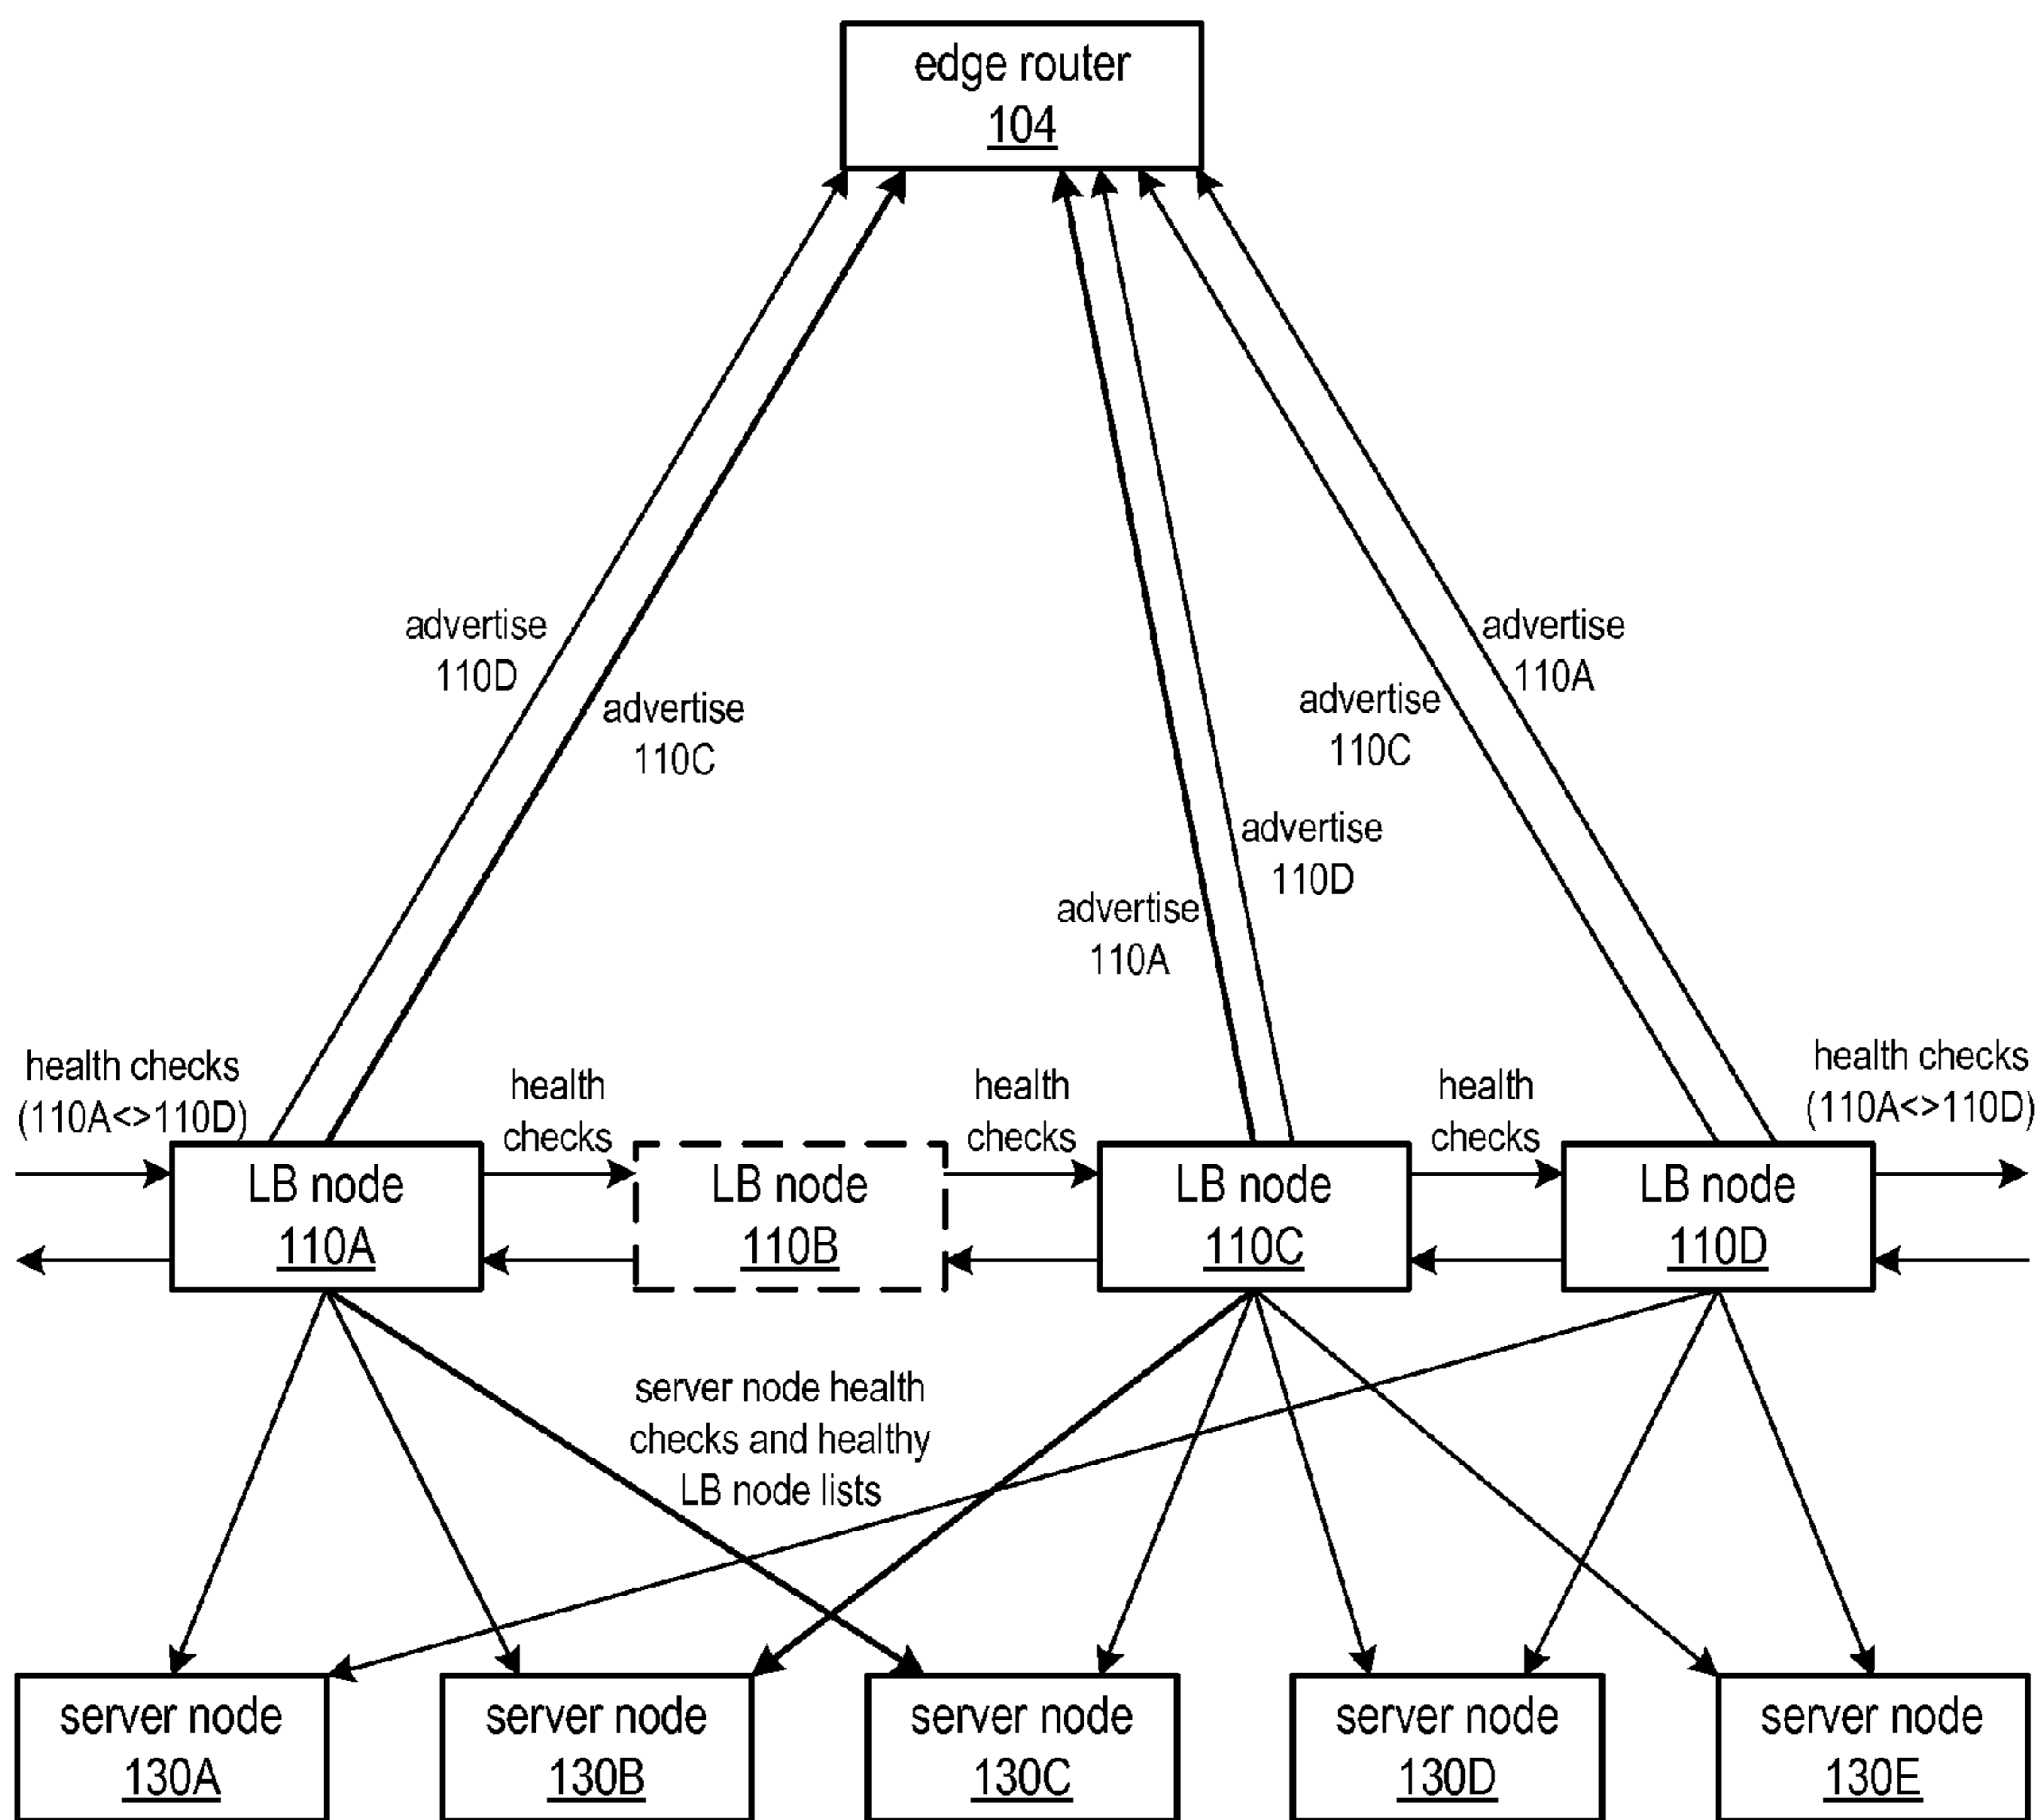 edge router
104
advertise
110D
advertise
110C
advertise
110A
advertise
110C
advertise
110D
advertise
110A
health checks
(110A<>110D)
health
checks
health
checks
health
checks
health checks
(110A<>110D)
LB node
110A
LB node
110B
LB node
110C
LB node
110D
server node health
checks and healthy
LB node lists
server node
130A
server node
130B
server node
130C
server node
130D
server node
130E